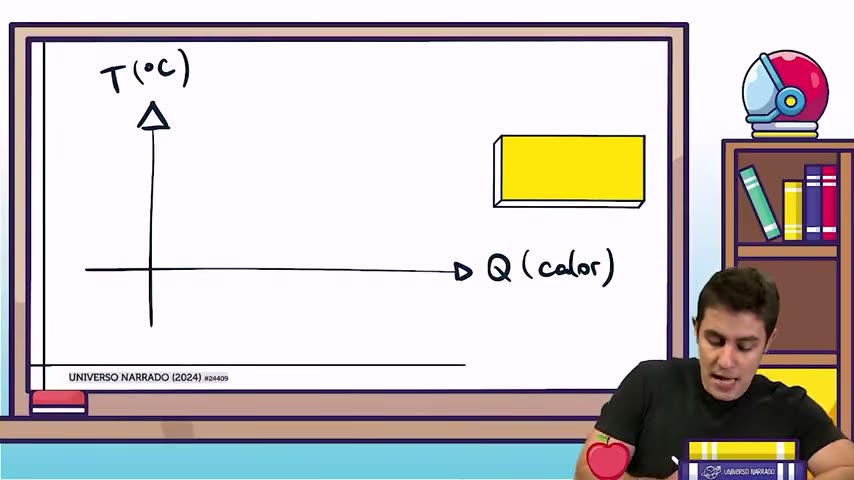 T(°C)
Q (calor)
UNIVERSO NARRADO (2024) #24409
UNIVERSO NARRADO